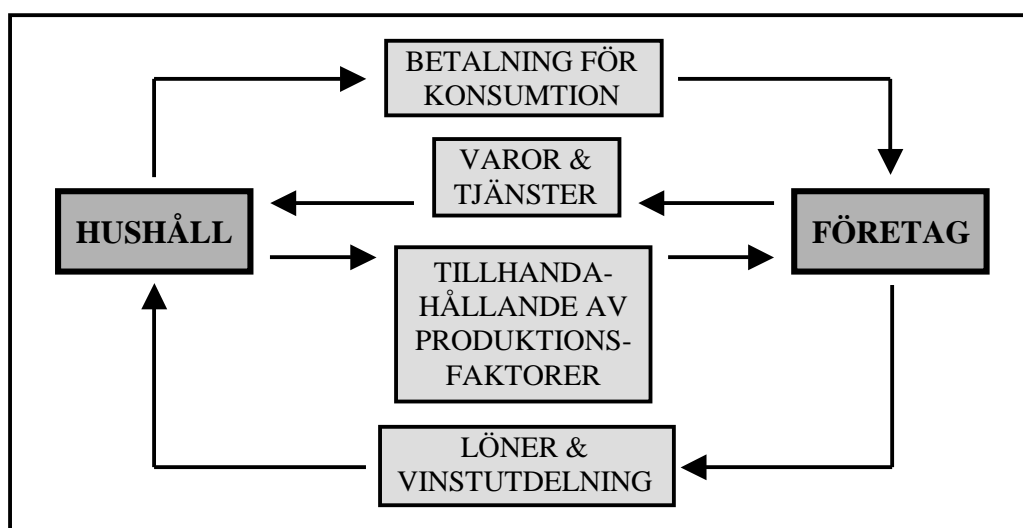 BETALNING FÖR
KONSUMTION
VAROR &
TJÄNSTER
HUSHÅLL
FÖRETAG
TILLHANDA-
HÅLLANDE AV
PRODUKTIONS-
FAKTORER
LÖNER &
VINSTUTDELNING